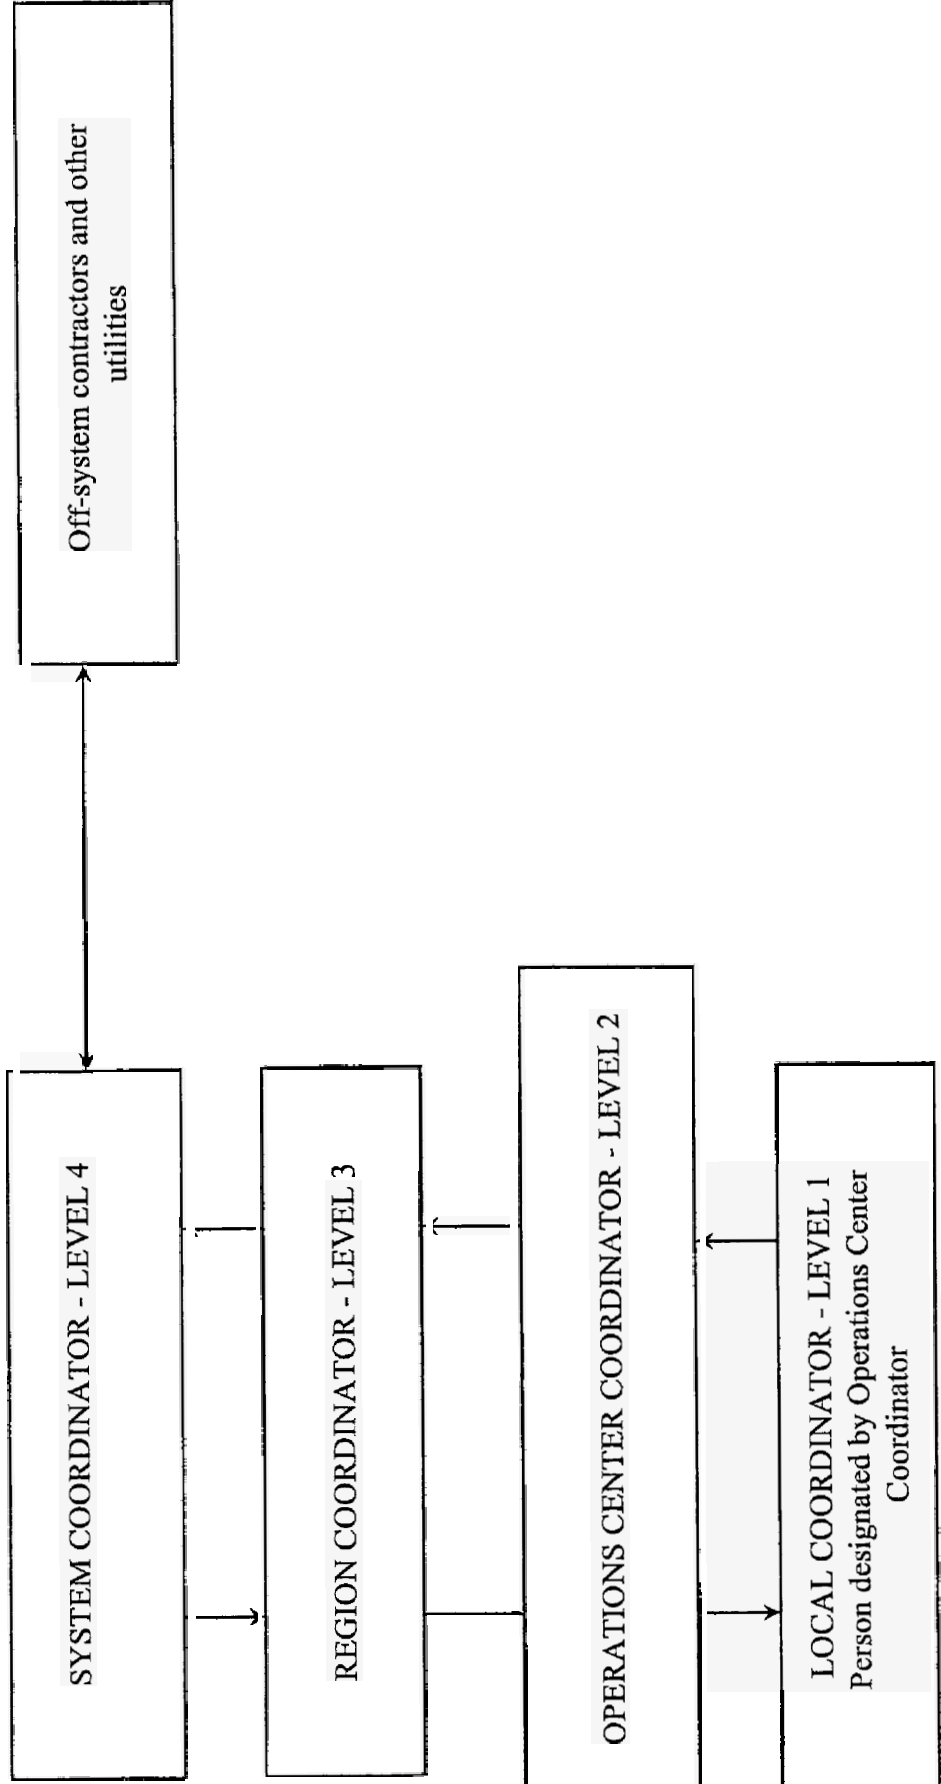 SYSTEM COORDINATOR - LEVEL 4
Off-system contractors and other
utilities
REGION COORDINATOR - LEVEL 3
OPERATIONS CENTER COORDINATOR - LEVEL 2
LOCAL COORDINATOR - LEVEL 1
Person designated by Operations Center
Coordinator